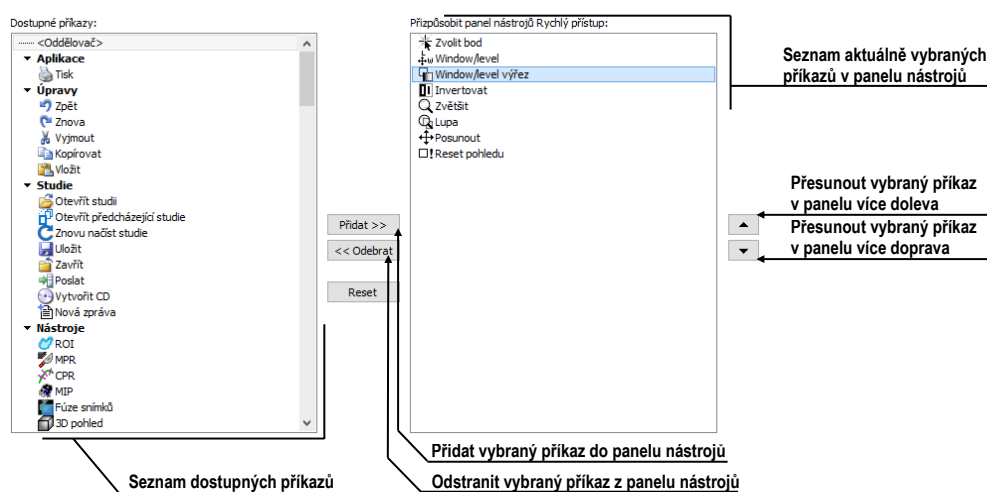 Dostupné příkazy:
<Oddělovač>
Aplikace
Tisk
Úpravy
Zpět
Znova
Vyjmout
Kopírovat
Vložit
Studie
Otevřít studii
Otevřít předcházející studie
Znovu načíst studie
Uložit
Zavřít
Poslat
Vytvořit CD
Nová zpráva
Nástroje
ROI
MPR
CPR
MIP
Fúze snímků
3D pohled
Seznam dostupných příkazů
Přidat >>
<< Odebrat
Reset
Přizpůsobit panel nástrojů Rychlý přístup:
Zvolit bod
Window/level
Window/level výřez
Invertovat
Zvětšit
Lupa
Posunout
Reset pohledu
Přidat vybraný příkaz do panelu nástrojů
Odstranit vybraný příkaz z panelu nástrojů
Seznam aktuálně vybraných
příkazů v panelu nástrojů
Přesunout vybraný příkaz
v panelu více doleva
Přesunout vybraný příkaz
v panelu více doprava